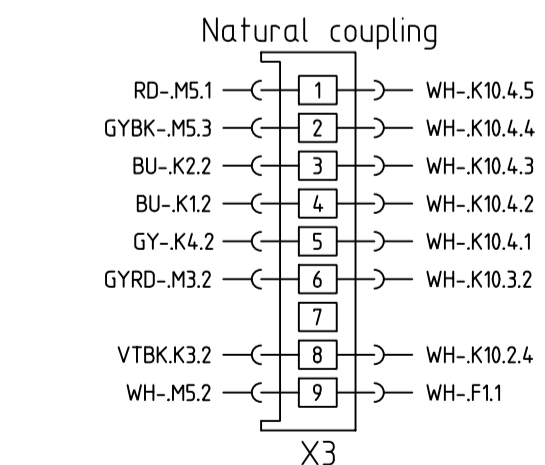 Natural coupling
RD-.M5.1 1 WH-.K10.4.5
GYBK-.M5.3 2 WH-.K10.4.4
BU-.K2.2 3 WH-.K10.4.3
BU-.K1.2 4 WH-.K10.4.2
GY-.K4.2 5 WH-.K10.4.1
GYRD-.M3.2 6 WH-.K10.3.2
7
VTBK.K3.2 8 WH-.K10.2.4
WH-.M5.2 9 WH-.F1.1
X3